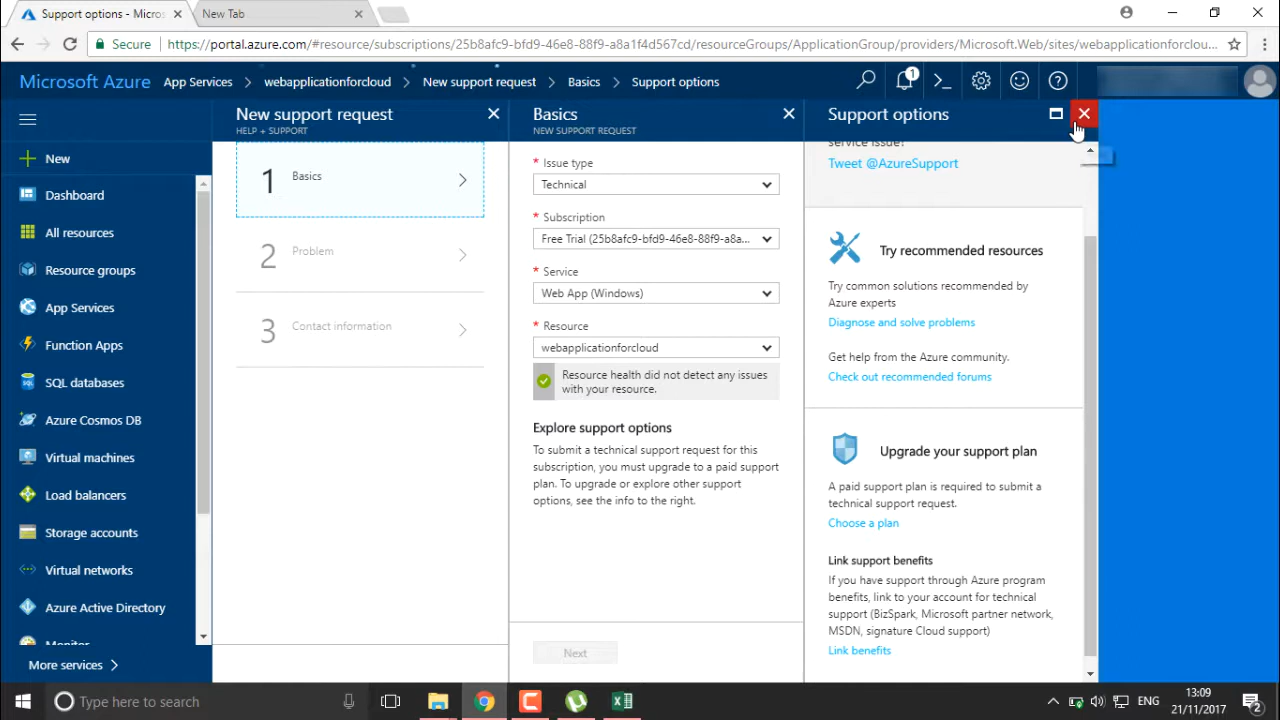 Support options - Micros
New Tab
Secure
https://portal.azure.com/#resource/subscriptions/25b8afc9-bfd9-46e8-88f9-a8a1f4d567cd/resourceGroups/ApplicationGroup/providers/Microsoft.Web/sites/webapplicationforclou...
Microsoft Azure
App Services
webapplicationforcloud
New support request
Basics
Support options
1
New support request
HELP + SUPPORT
Basics
NEW SUPPORT REQUEST
Support options
New
Dashboard
All resources
Resource groups
App Services
Function Apps
SQL databases
Azure Cosmos DB
Virtual machines
Load balancers
Storage accounts
Virtual networks
Azure Active Directory
Monitor
More services
1 Basics
2 Problem
3 Contact information
* Issue type
Technical
* Subscription
Free Trial (25b8afc9-bfd9-46e8-88f9-a8a...
* Service
Web App (Windows)
* Resource
webapplicationforcloud
Resource health did not detect any issues
with your resource.
Explore support options
To submit a technical support request for this
subscription, you must upgrade to a paid support
plan. To upgrade or explore other support
options, see the info to the right.
Next
service issue?
Tweet @AzureSupport
Try recommended resources
Try common solutions recommended by
Azure experts
Diagnose and solve problems
Get help from the Azure community.
Check out recommended forums
Upgrade your support plan
A paid support plan is required to submit a
technical support request.
Choose a plan
Link support benefits
If you have support through Azure program
benefits, link to your account for technical
support (BizSpark, Microsoft partner network,
MSDN, signature Cloud support)
Link benefits
Type here to search
ENG
13:09
21/11/2017
2